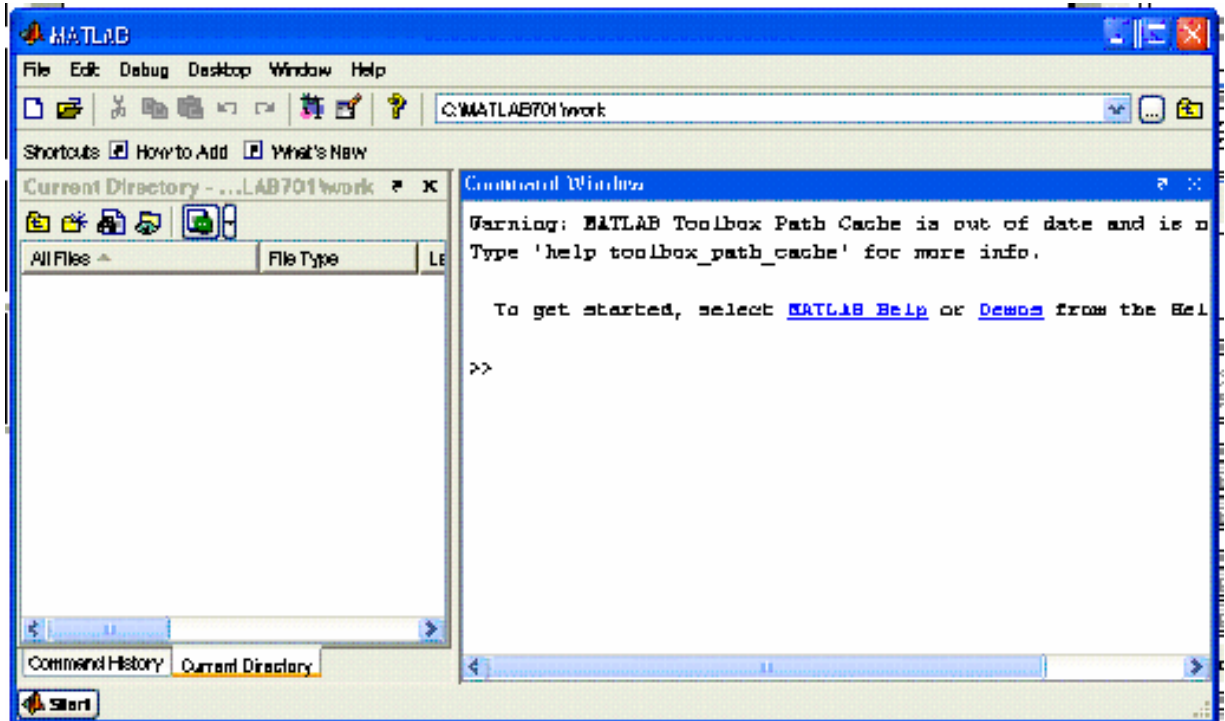 MATLAB
File Edit Debug Desktop Window Help
C:\MATLAB701\work
Shortcuts How to Add What's New
Current Directory - ...LAB701\work
All Files File Type
Command Window
Warning: MATLAB Toolbox Path Cache is out of date and is n
Type 'help toolbox_path_cache' for more info.
To get started, select MATLAB Help or Demos from the Hel
>>
Command History Current Directory
Start